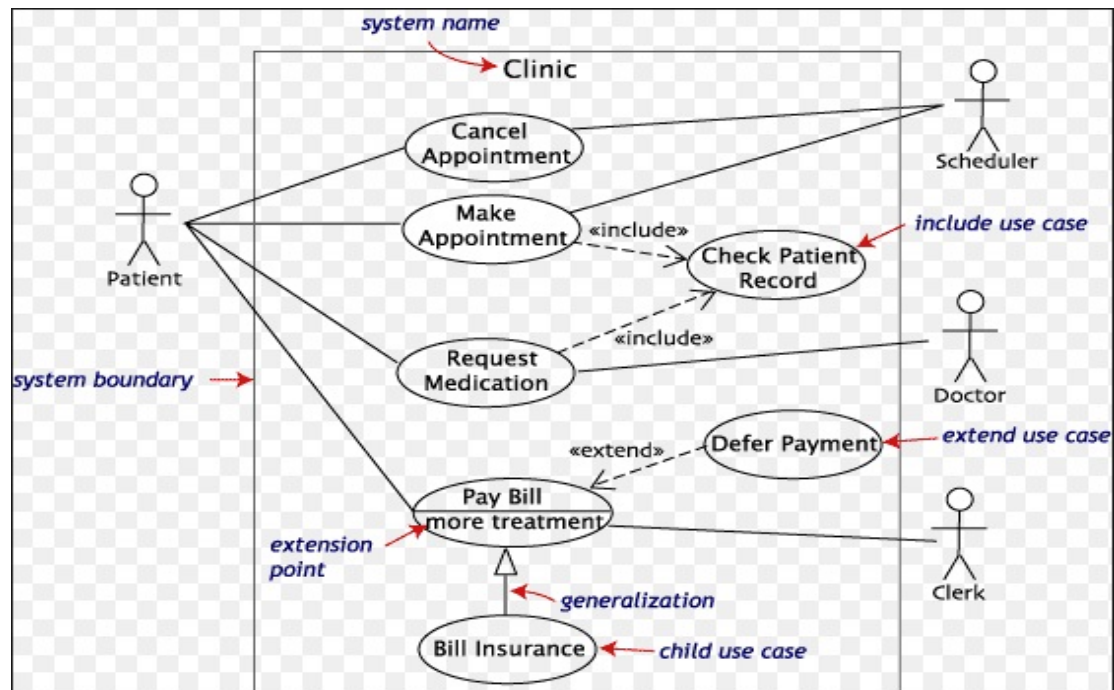 system name
Clinic
Cancel
Appointment
Scheduler
Make
Appointment
«include»
Check Patient
Record
include use case
Patient
«include»
Request
Medication
system boundary
Doctor
Defer Payment
extend use case
«extend»
Pay Bill
more treatment
extension
point
Clerk
generalization
Bill Insurance
child use case